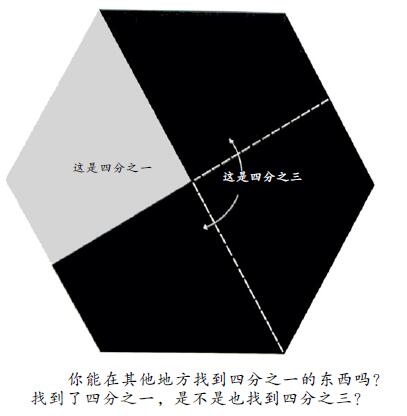 这是四分之一
这是四分之三
你能在其他地方找到四分之一的东西吗?
找到了四分之一，是不是也找到四分之三?